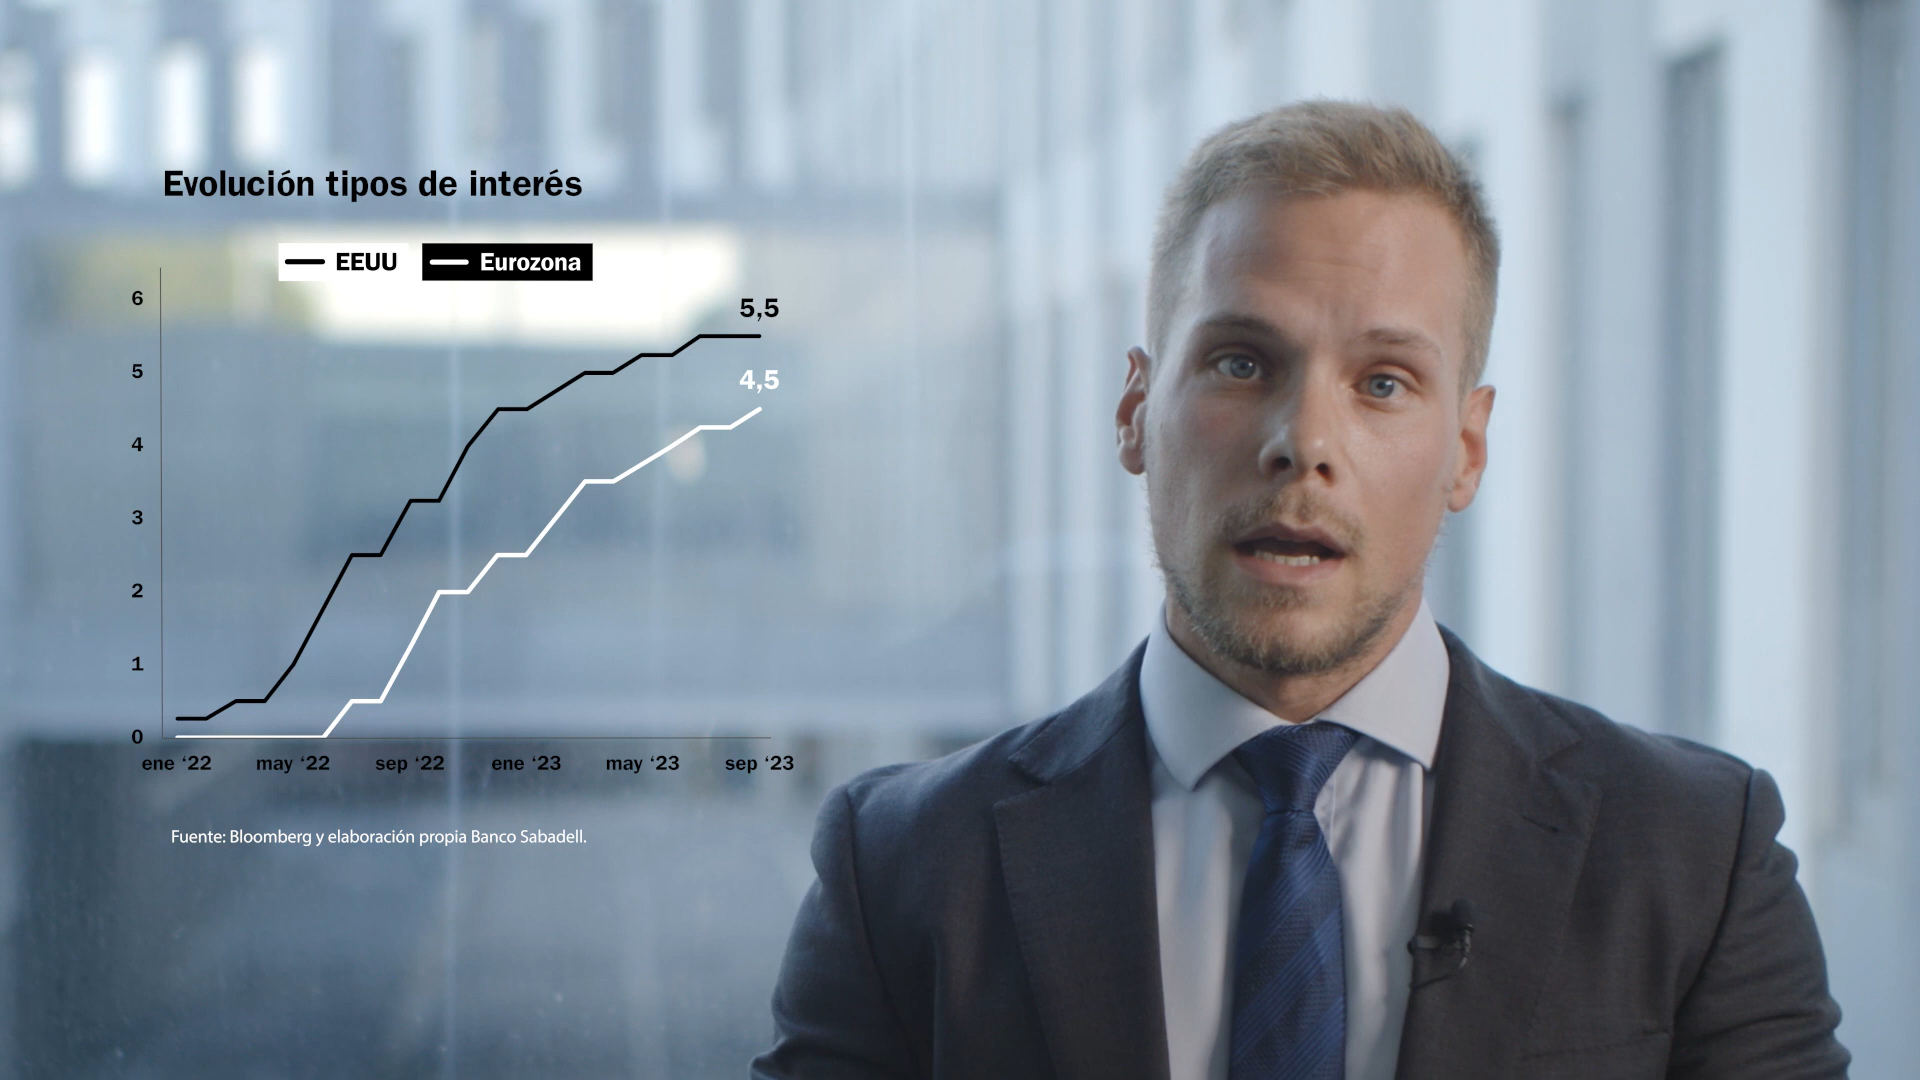 Evolución tipos de interés
EEUU Eurozona
6
5,5
5
4,5
4
3
2
1
0
ene ‘22 may ‘22 sep ‘22 ene ‘23 may ‘23 sep ‘23
Fuente: Bloomberg y elaboración propia Banco Sabadell.